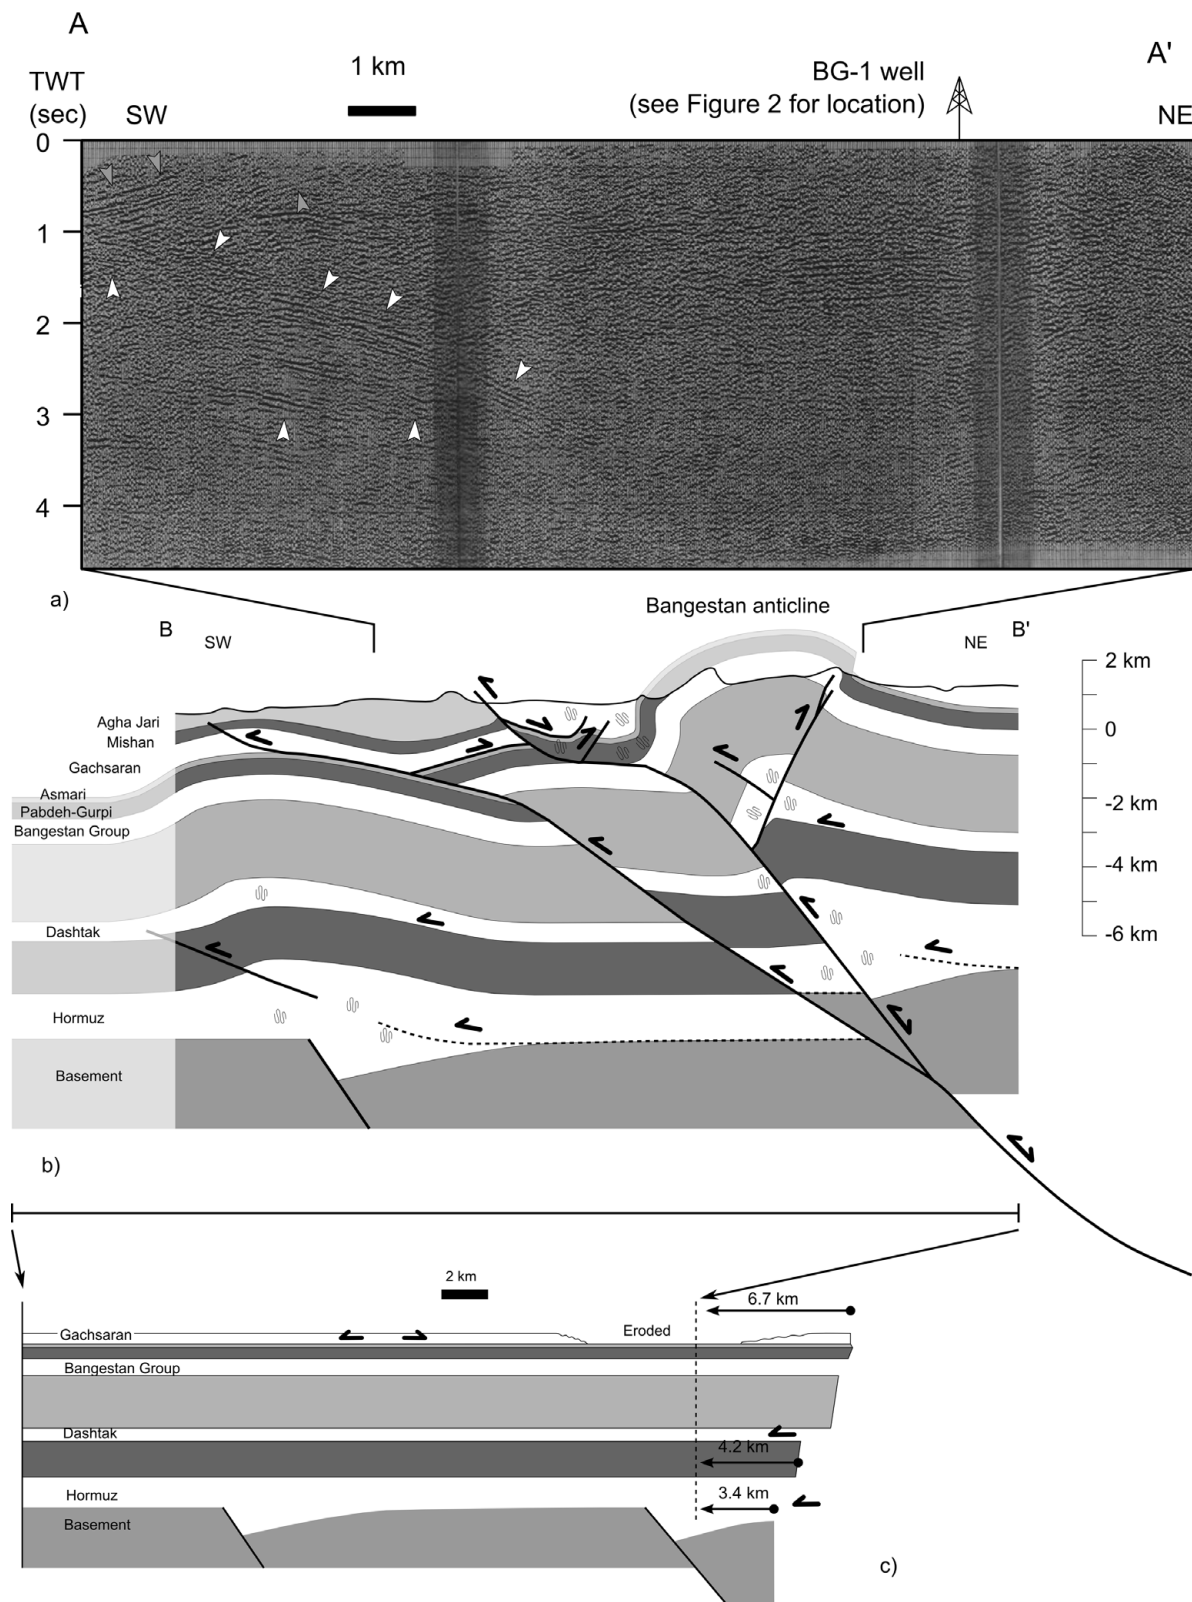 A
A'
1 km
BG-1 well
(see Figure 2 for location)
TWT
(sec)
SW
NE
0
1
2
3
4
a)
Bangestan anticline
B
SW
NE
B'
2 km
0
-2 km
-4 km
-6 km
Agha Jari
Mishan
Gachsaran
Asmari
Pabdeh-Gurpi
Bangestan Group
Dashtak
Hormuz
Basement
b)
2 km
6.7 km
Gachsaran
Eroded
Bangestan Group
Dashtak
4.2 km
Hormuz
3.4 km
Basement
c)